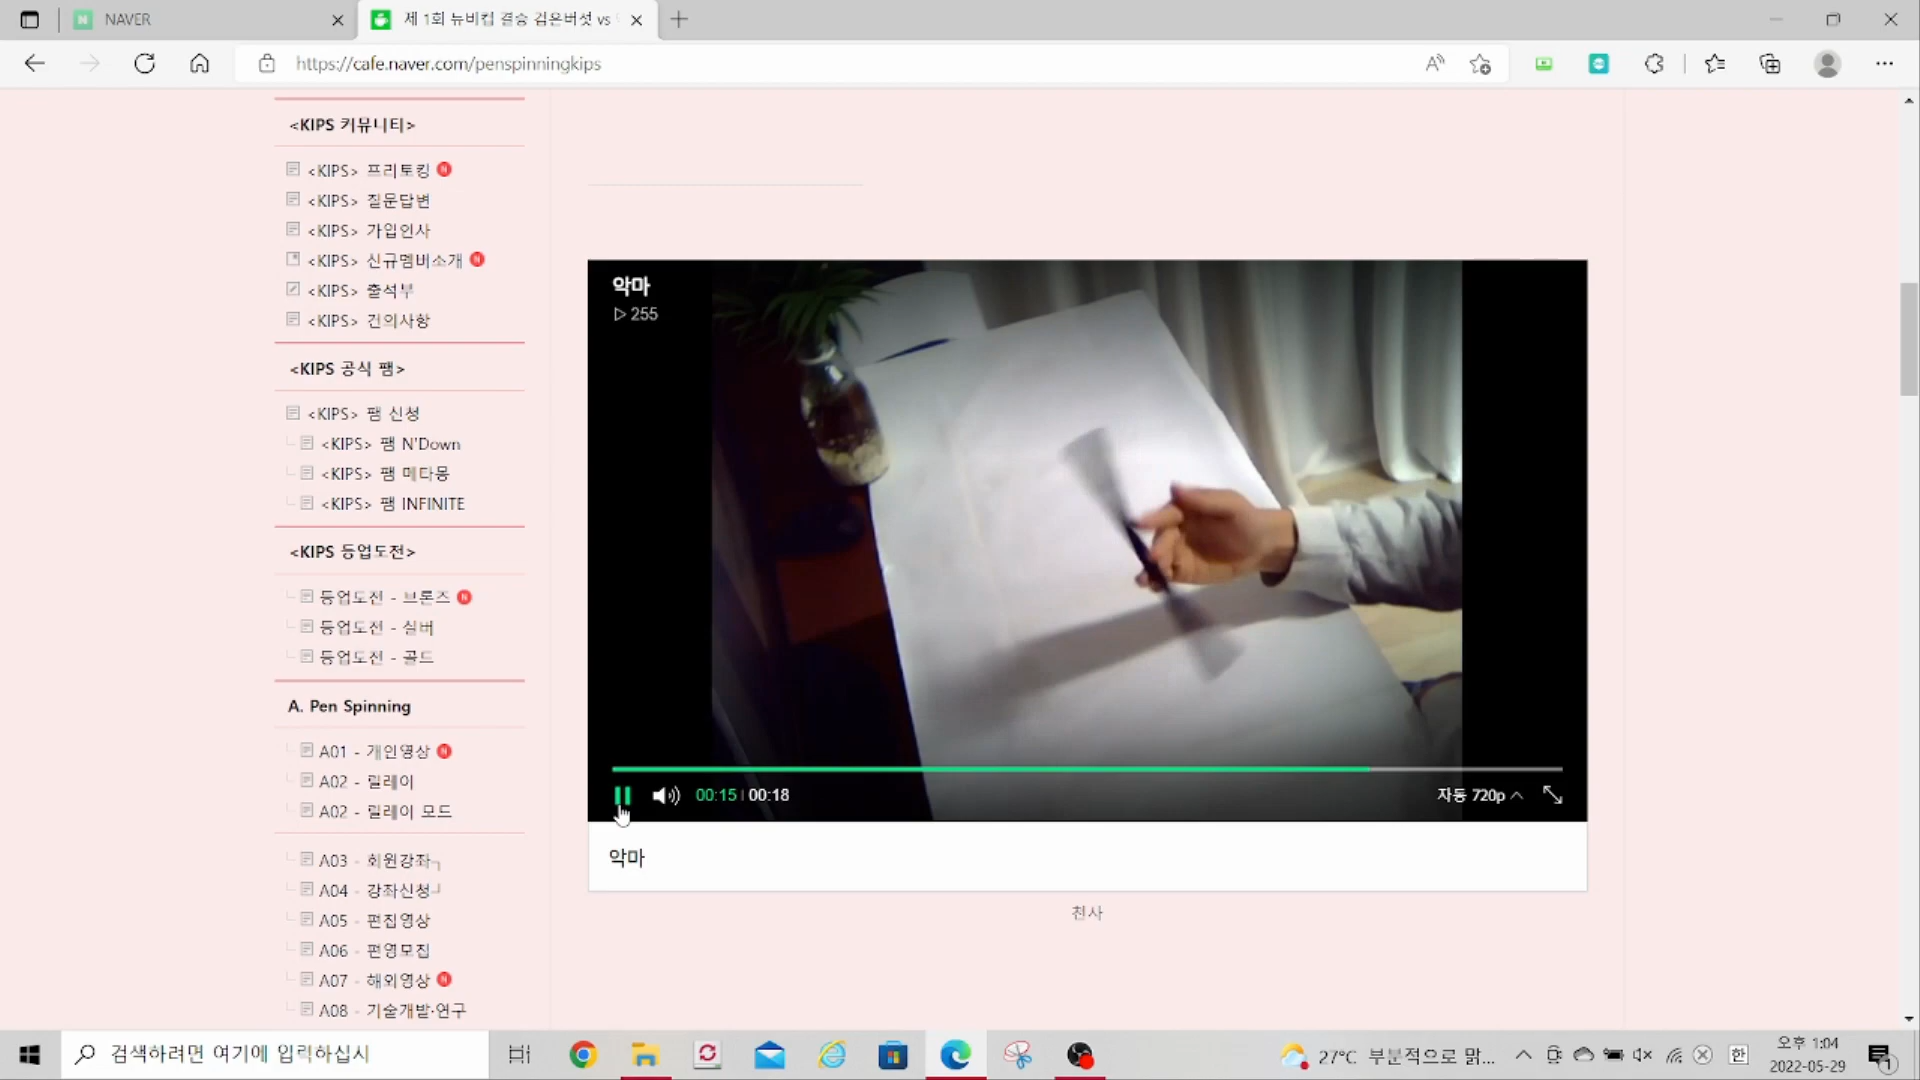 NAVER
제 1회 뉴비컵 결승 검은버섯 vs
https://cafe.naver.com/penspinningkips
<KIPS 커뮤니티>
<KIPS> 프리토킹 N
<KIPS> 질문답변
<KIPS> 가입인사
<KIPS> 신규멤버소개 N
<KIPS> 출석부
<KIPS> 건의사항
<KIPS 공식 팸>
<KIPS> 팸 신청
<KIPS> 팸 N'Down
<KIPS> 팸 메타몽
<KIPS> 팸 INFINITE
<KIPS 등업도전>
등업도전 - 브론즈 N
등업도전 - 실버
등업도전 - 골드
A. Pen Spinning
A01 - 개인영상 N
A02 - 릴레이
A02 - 릴레이 모드
A03 - 회원강좌┐
A04 - 강좌신청┘
A05 - 편집영상
A06 - 편영모집
A07 - 해외영상 N
A08 - 기술개발·연구
악마
255
00:15 | 00:18
자동 720p
악마
천사
검색하려면 여기에 입력하십시
27°C 부분적으로 맑...
한
오후 1:04
2022-05-29
1